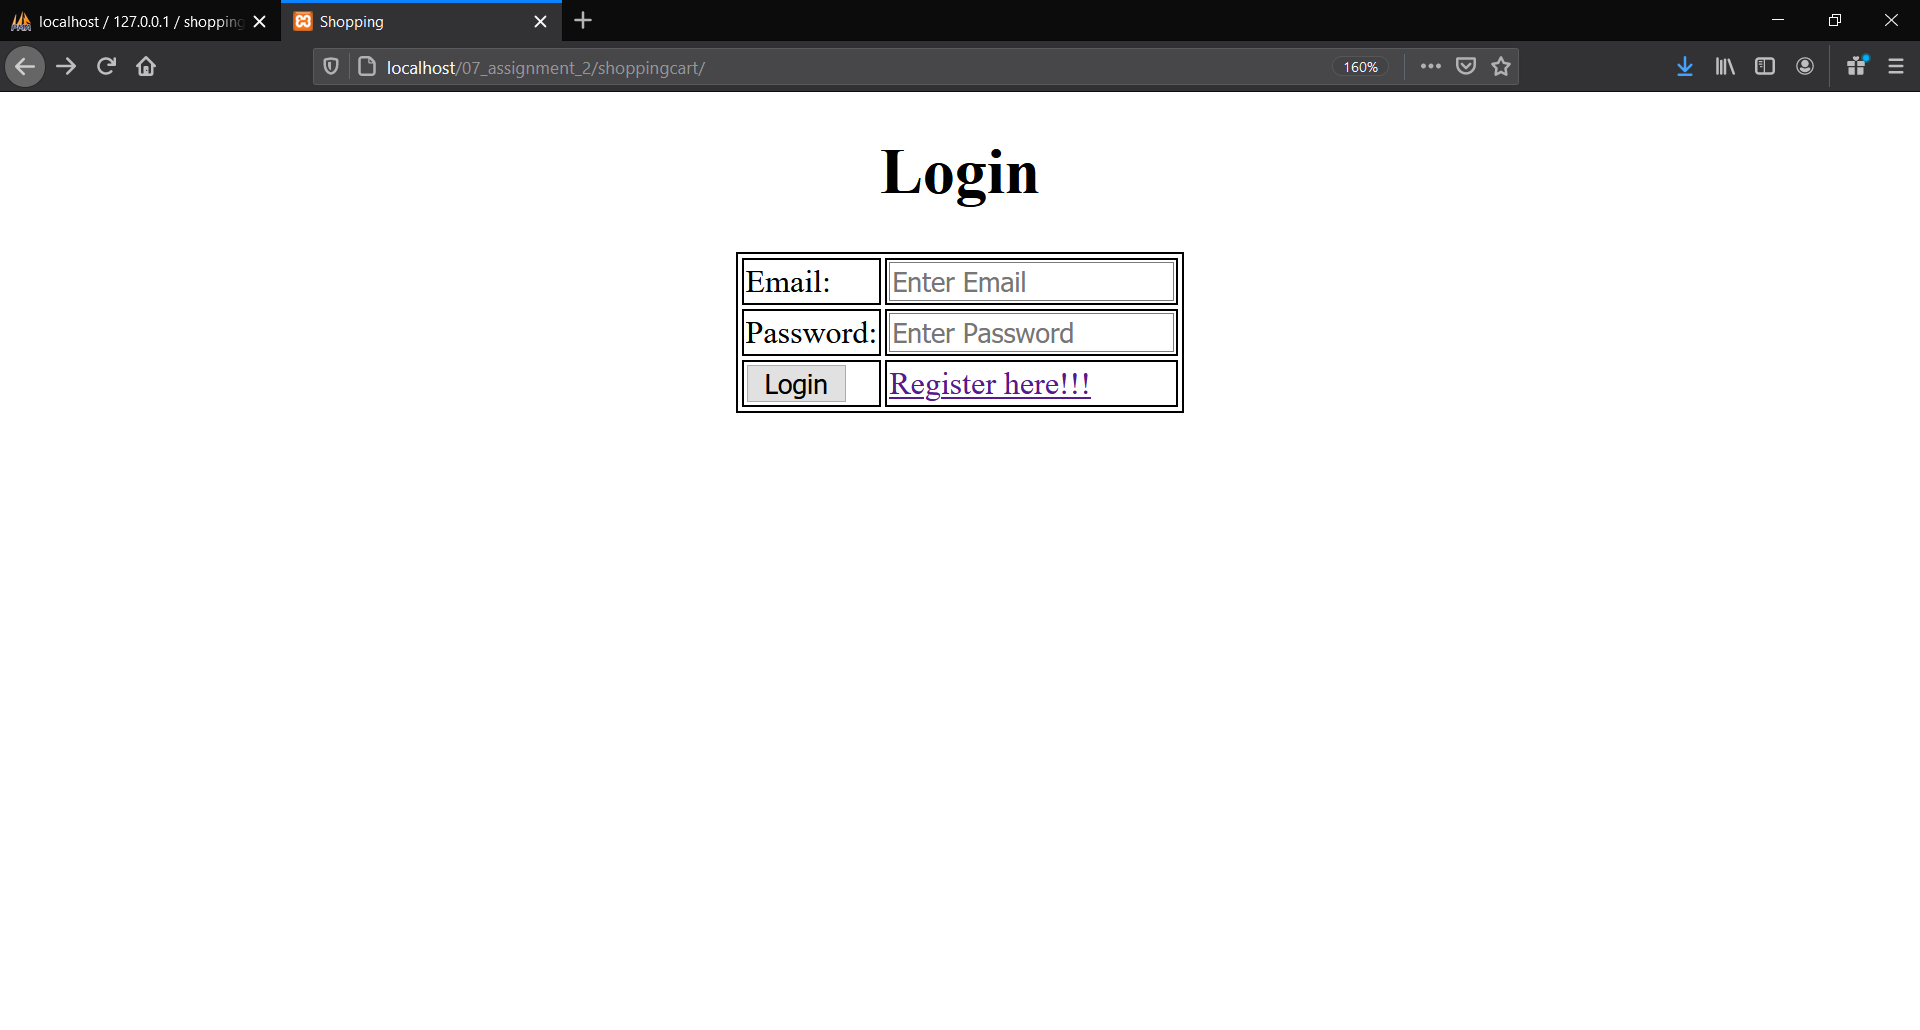 localhost / 127.0.0.1 / shopping
Shopping
localhost/07_assignment_2/shoppingcart/
160%
Login
Email: Enter Email
Password: Enter Password
Login Register here!!!